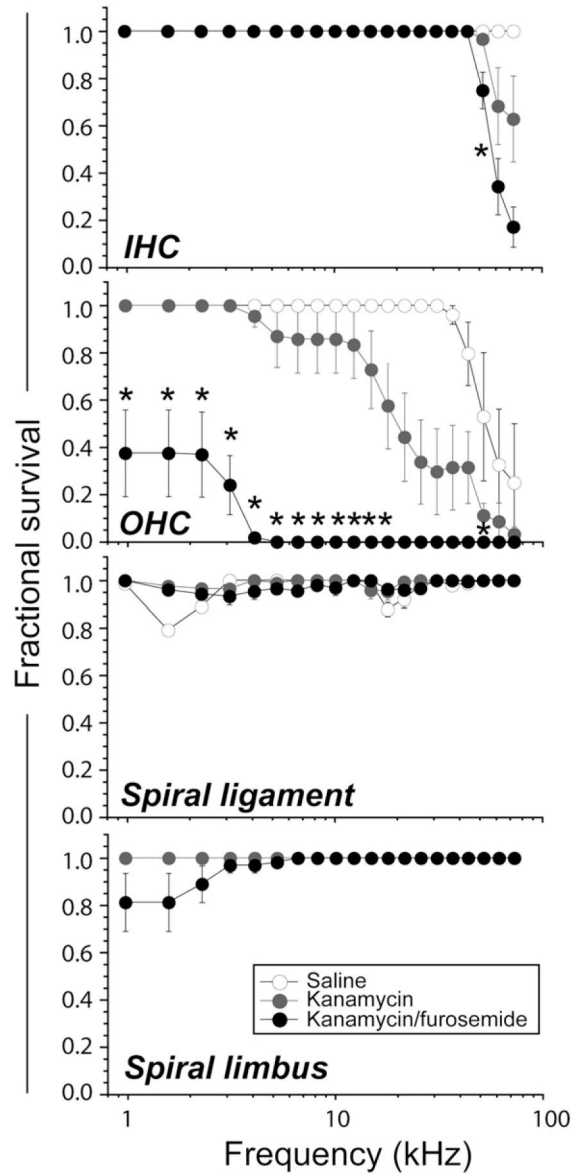 1.0
0.8
0.6
0.4
0.2
0.0
*
IHC
1.0
0.8
0.6
0.4
0.2
0.0
* * * * * * * * * * * * *
OHC
1.0
0.8
0.6
0.4
0.2
0.0
Spiral ligament
1.0
0.8
0.6
0.4
0.2
0.0
Saline
Kanamycin
Kanamycin/furosemide
Spiral limbus
1 10 100
Frequency (kHz)
Fractional survival